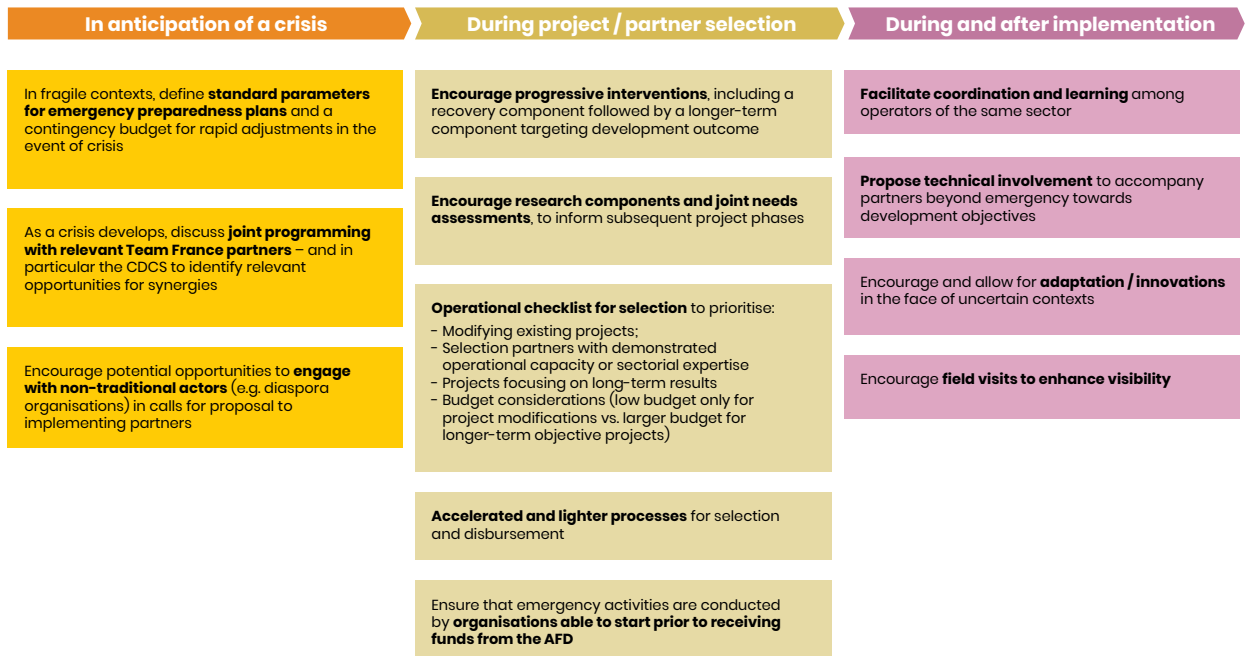 In anticipation of a crisis
During project / partner selection
During and after implementation
In fragile contexts, define standard parameters
for emergency preparedness plans and a
contingency budget for rapid adjustments in the
event of crisis
As a crisis develops, discuss joint programming
with relevant Team France partners – and in
particular the CDCS to identify relevant
opportunities for synergies
Encourage potential opportunities to engage
with non-traditional actors (e.g. diaspora
organisations) in calls for proposal to
implementing partners
Encourage progressive interventions, including a
recovery component followed by a longer-term
component targeting development outcome
Encourage research components and joint needs
assessments, to inform subsequent project phases
Operational checklist for selection to prioritise:
- Modifying existing projects;
- Selection partners with demonstrated
operational capacity or sectorial expertise
- Projects focusing on long-term results
- Budget considerations (low budget only for
project modifications vs. larger budget for
longer-term objective projects)
Accelerated and lighter processes for selection
and disbursement
Ensure that emergency activities are conducted
by organisations able to start prior to receiving
funds from the AFD
Facilitate coordination and learning among
operators of the same sector
Propose technical involvement to accompany
partners beyond emergency towards
development objectives
Encourage and allow for adaptation / innovations
in the face of uncertain contexts
Encourage field visits to enhance visibility